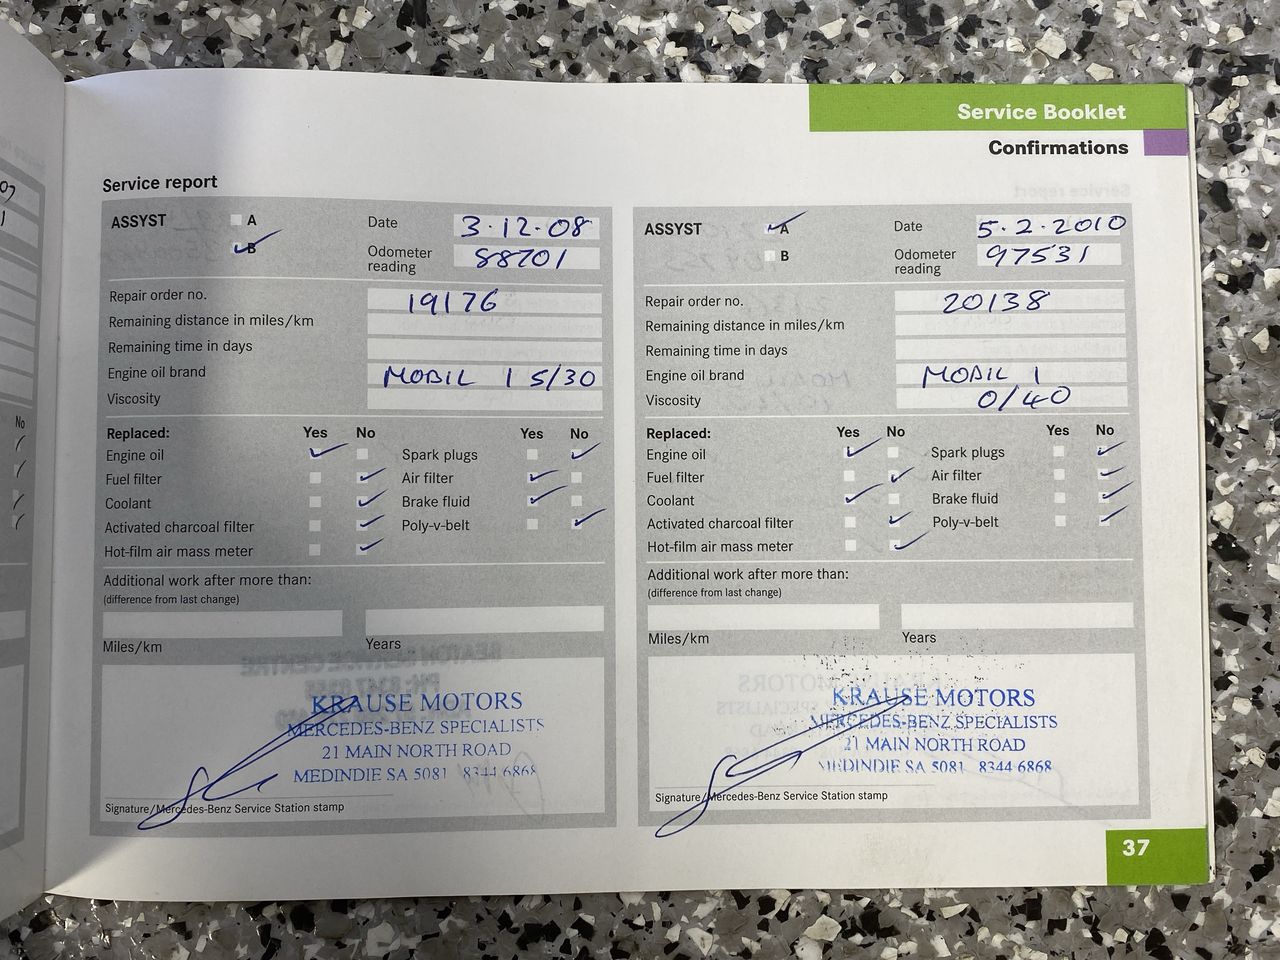 Service Booklet
Confirmations
Service report
ASSYST A
B
Date 3.12.08
Odometer reading 88701
Repair order no. 19176
Remaining distance in miles/km
Remaining time in days
Engine oil brand MOBIL 1 5/30
Viscosity
Replaced: Yes No Yes No
Engine oil Spark plugs
Fuel filter Air filter
Coolant Brake fluid
Activated charcoal filter Poly-v-belt
Hot-film air mass meter
Additional work after more than:
(difference from last change)
Miles/km Years
KRAUSE MOTORS
MERCEDES-BENZ SPECIALISTS
21 MAIN NORTH ROAD
MEDINDIE SA 5081 8344 6868
Signature/Mercedes-Benz Service Station stamp
ASSYST A
B
Date 5.2.2010
Odometer reading 97531
Repair order no. 20138
Remaining distance in miles/km
Remaining time in days
Engine oil brand MOBIL 1
Viscosity 0/40
Replaced: Yes No Yes No
Engine oil Spark plugs
Fuel filter Air filter
Coolant Brake fluid
Activated charcoal filter Poly-v-belt
Hot-film air mass meter
Additional work after more than:
(difference from last change)
Miles/km Years
KRAUSE MOTORS
MERCEDES-BENZ SPECIALISTS
21 MAIN NORTH ROAD
MEDINDIE SA 5081 8344 6868
Signature/Mercedes-Benz Service Station stamp
37
No